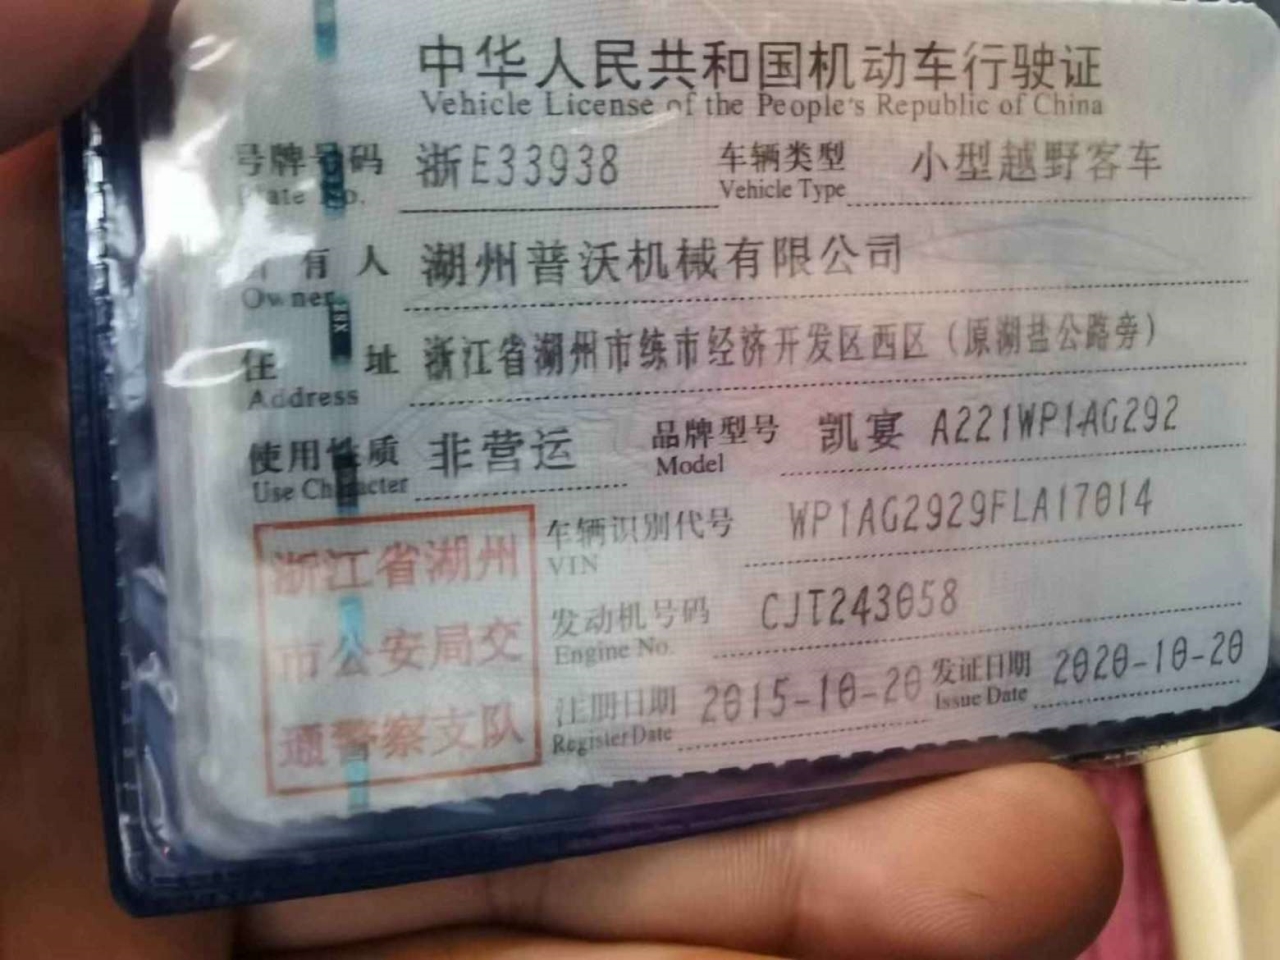 中华人民共和国机动车行驶证
Vehicle License of the People's Republic of China
号牌号码 浙E33938 车辆类型 小型越野客车
Plate No. Vehicle Type
所有人 湖州普沃机械有限公司
Owner
住址 浙江省湖州市练市经济开发区西区（原湖盐公路旁）
Address
使用性质 非营运 品牌型号 凯宴 A221WP1AG292
Use Character Model
浙江省湖州
市公安局交
通警察支队
车辆识别代号 WP1AG2929FLA17014
VIN
发动机号码 CJT243058
Engine No.
注册日期 2015-10-20 发证日期 2020-10-20
Register Date Issue Date